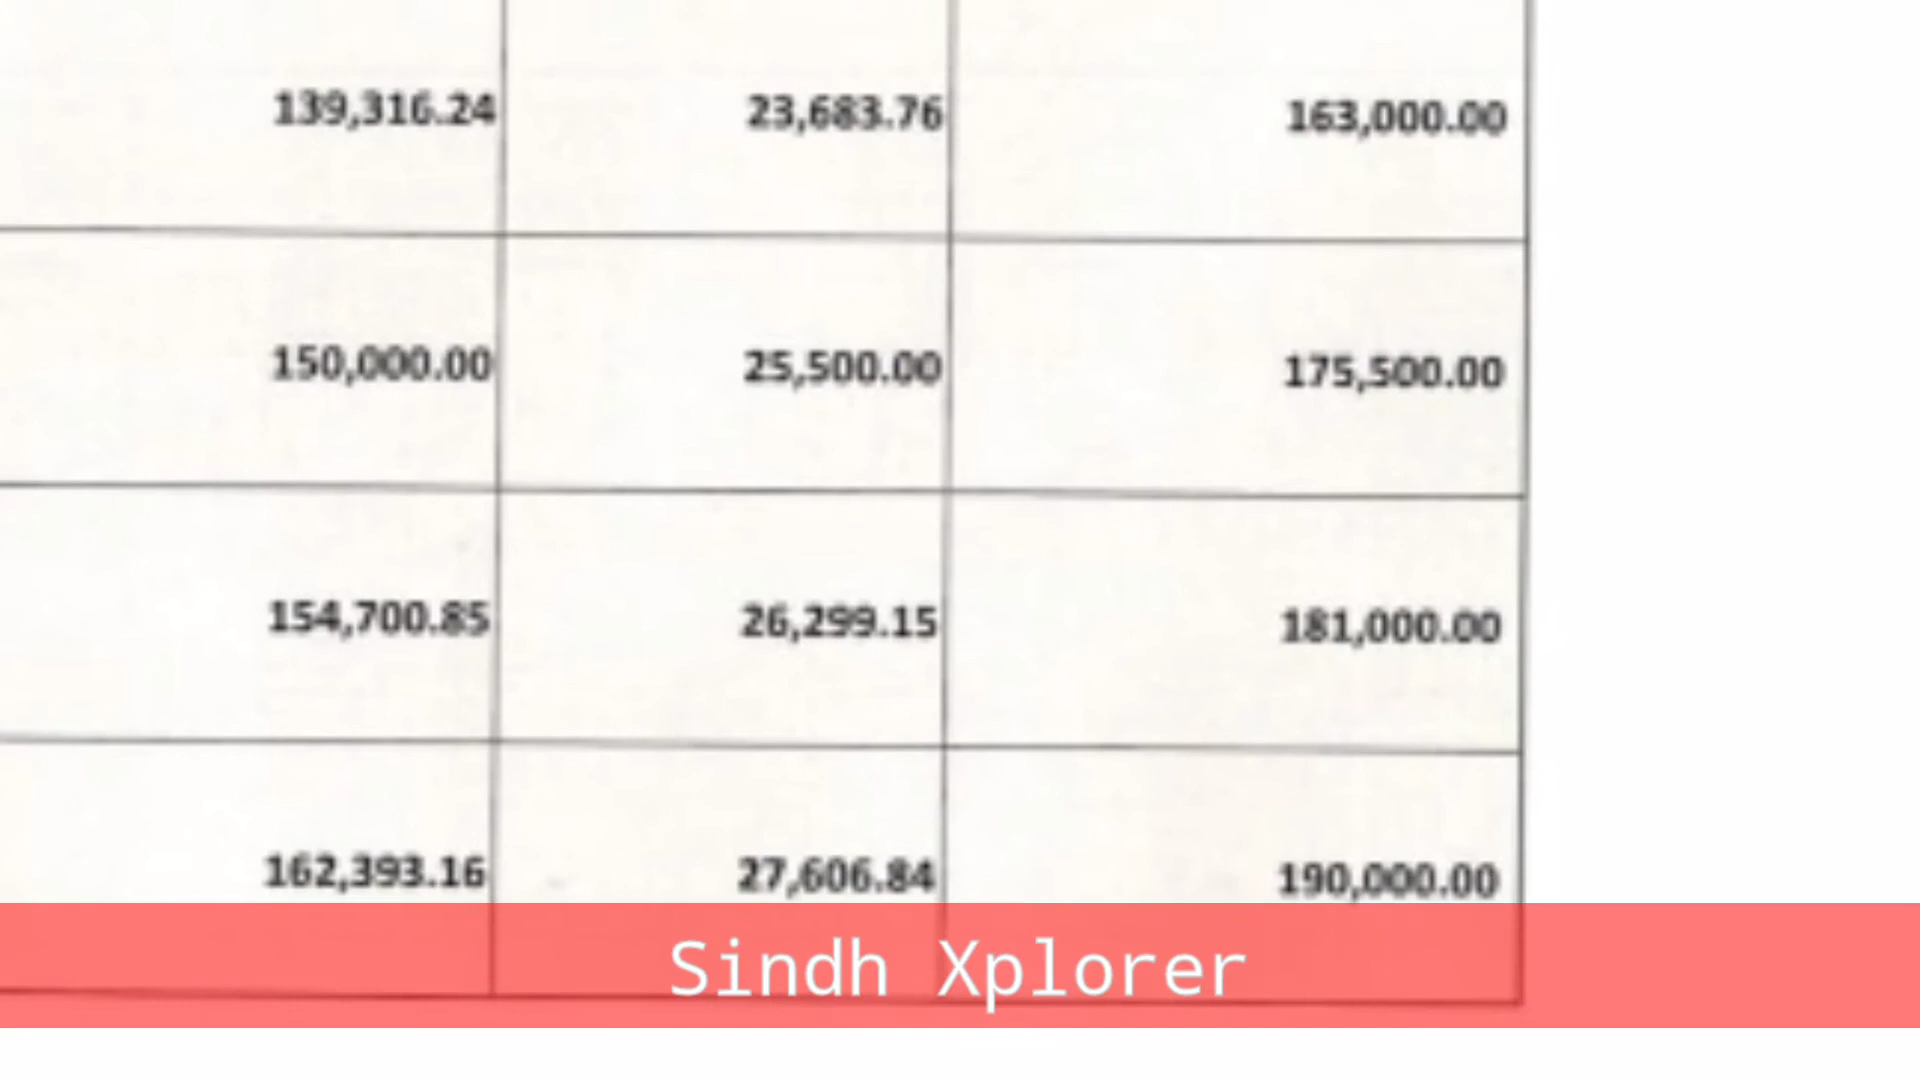 139,316.24 23,683.76 163,000.00
150,000.00 25,500.00 175,500.00
154,700.85 26,299.15 181,000.00
162,393.16 27,606.84 190,000.00
Sindh Xplorer